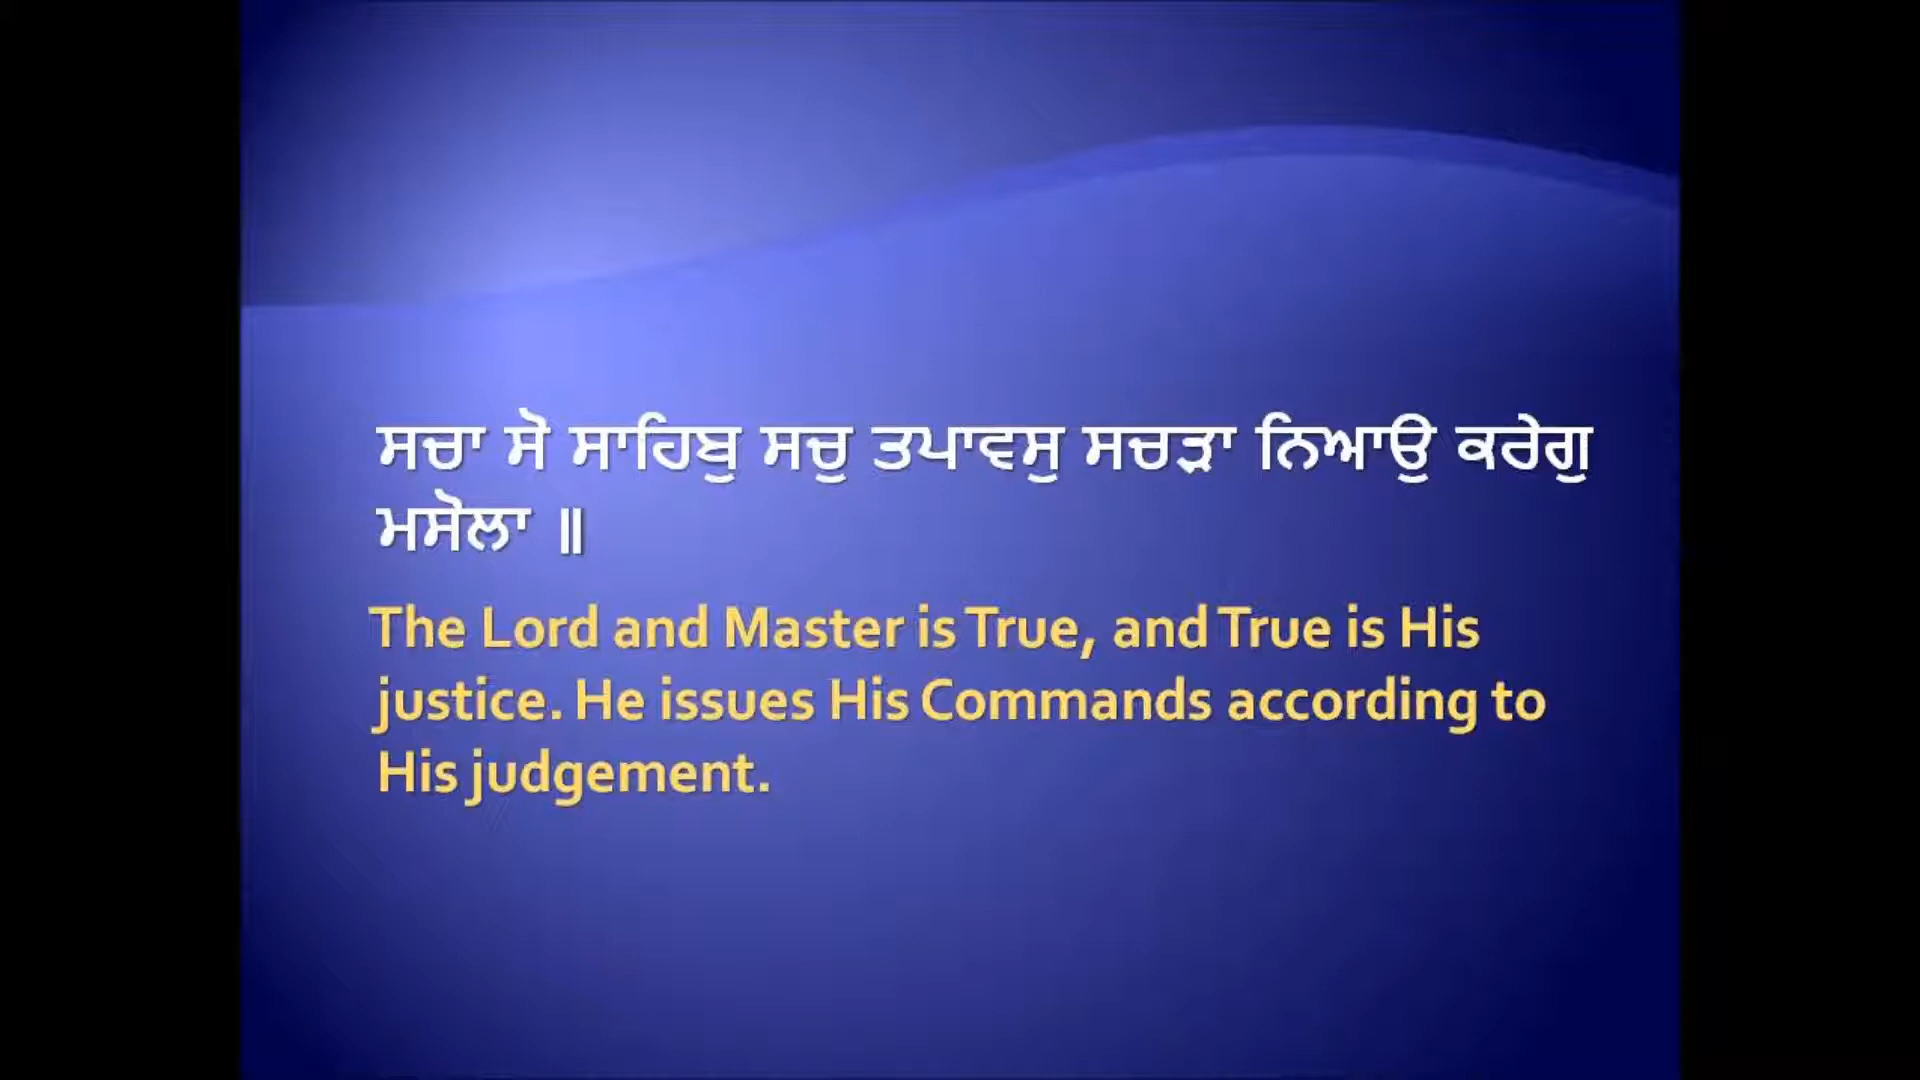 ਸਚਾ ਸੋ ਸਾਹਿਬੁ ਸਚੁ ਤਪਾਵਸੁ ਸਚੜਾ ਨਿਆਉ ਕਰੇਗੁ
ਮਸੋਲਾ ॥
The Lord and Master is True, and True is His
justice. He issues His Commands according to
His judgement.